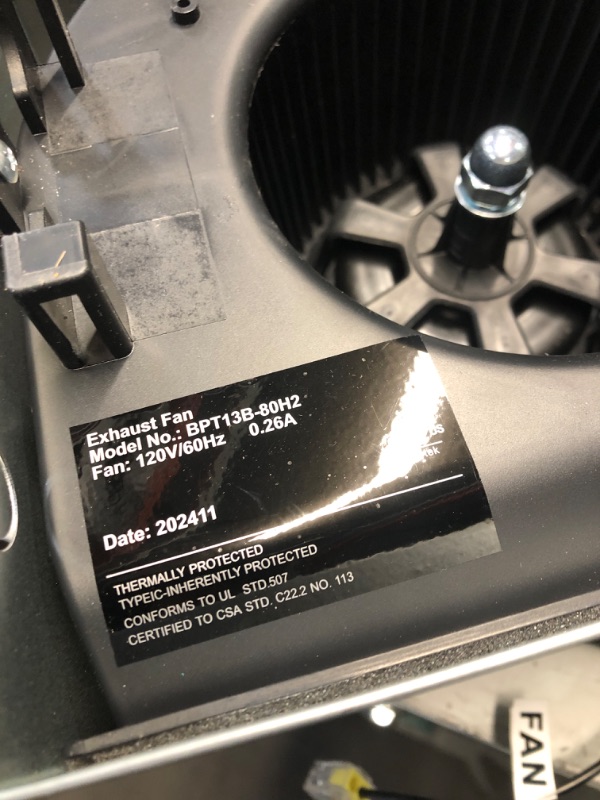 Exhaust Fan
Model No.: BPT13B-80H2
Fan: 120V/60Hz 0.26A
Date: 202411
THERMALLY PROTECTED
TYPEIC-INHERENTLY PROTECTED
CONFORMS TO UL STD.507
CERTIFIED TO CSA STD. C22.2 NO. 113
FAN